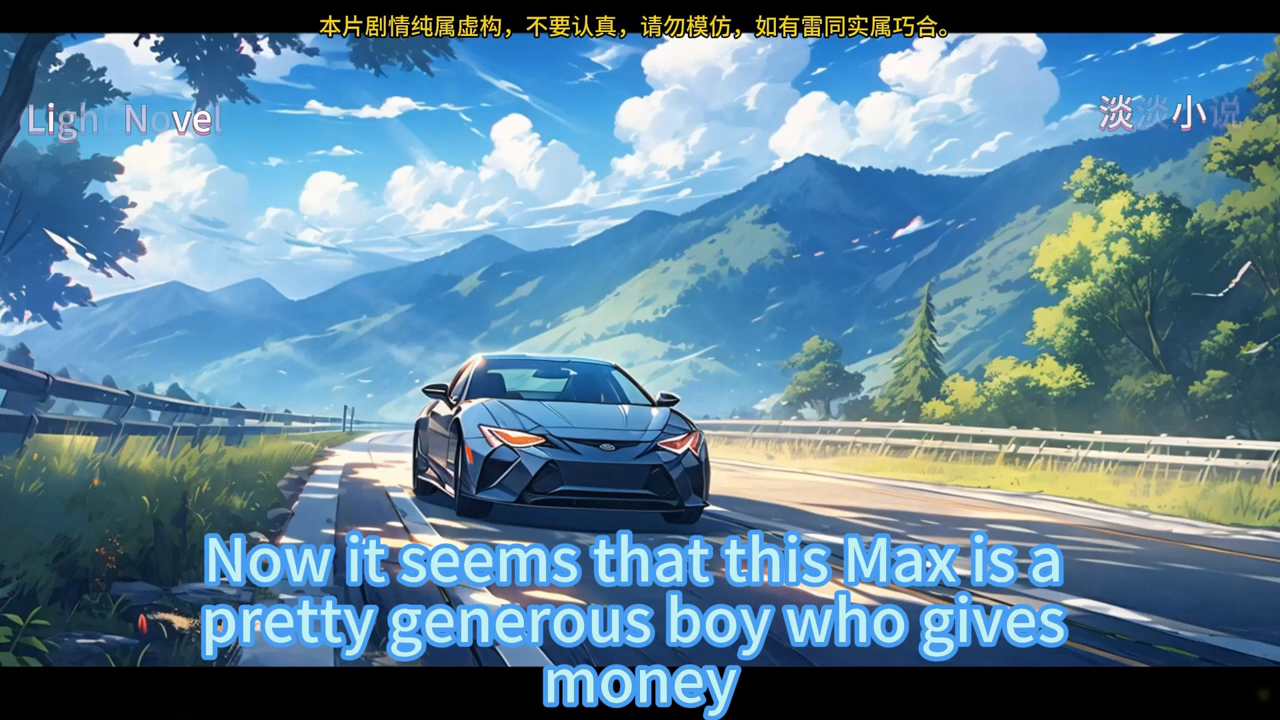 本片剧情纯属虚构，不要认真，请勿模仿，如有雷同实属巧合。
Light Novel
淡淡小说
Now it seems that this Max is a
pretty generous boy who gives
money